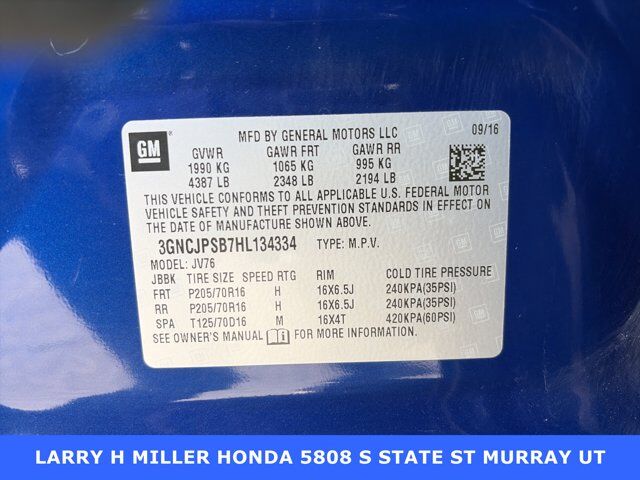 GM
MFD BY GENERAL MOTORS LLC 09/16
GVWR GAWR FRT GAWR RR
1990 KG 1065 KG 995 KG
4387 LB 2348 LB 2194 LB
THIS VEHICLE CONFORMS TO ALL APPLICABLE U.S. FEDERAL MOTOR
VEHICLE SAFETY AND THEFT PREVENTION STANDARDS IN EFFECT ON
THE DATE OF MANUFACTURE SHOWN ABOVE.
3GNCJPSB7HL134334 TYPE: M.P.V.
MODEL: JV76
JBBK TIRE SIZE SPEED RTG RIM COLD TIRE PRESSURE
FRT P205/70R16 H 16X6.5J 240KPA(35PSI)
RR P205/70R16 H 16X6.5J 240KPA(35PSI)
SPA T125/70D16 M 16X4T 420KPA(60PSI)
SEE OWNER'S MANUAL FOR MORE INFORMATION.
LARRY H MILLER HONDA 5808 S STATE ST MURRAY UT